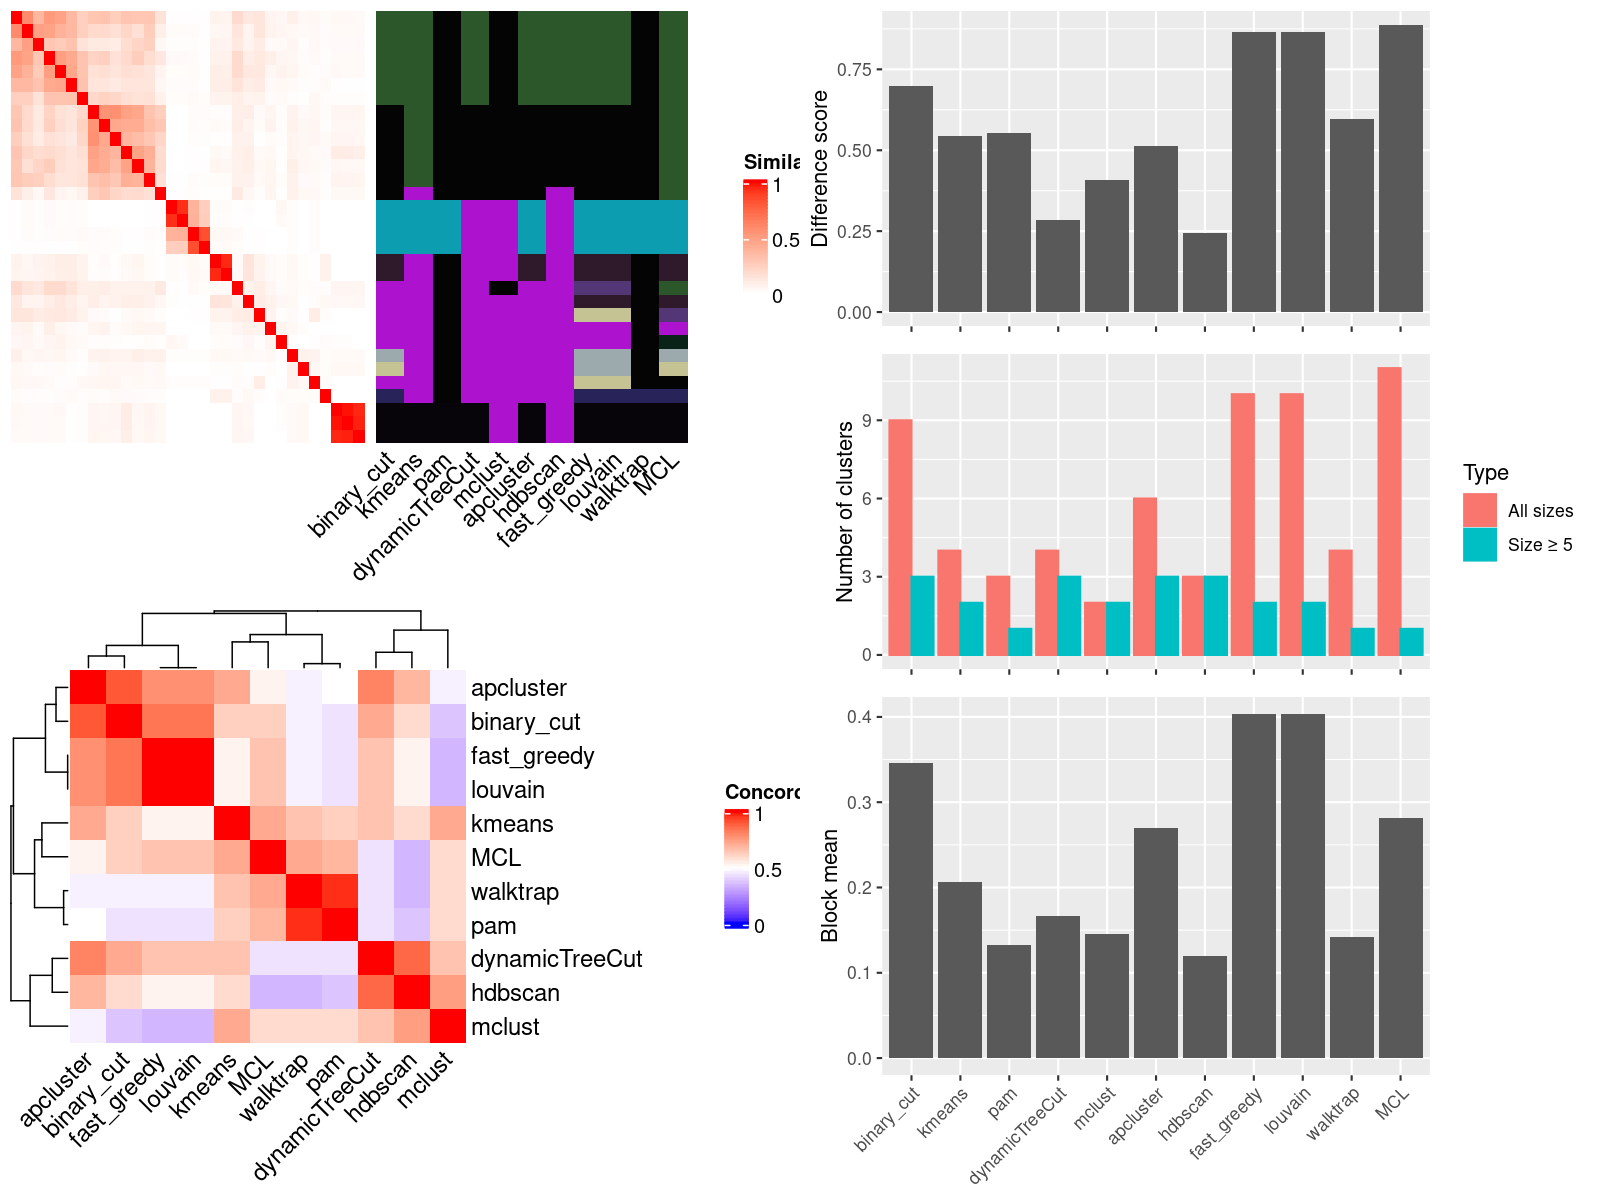 Simila
1
0.5
0
binary_cut
kmeans
pam
dynamicTreeCut
mclust
apcluster
hdbscan
fast_greedy
louvain
walktrap
MCL
apcluster
binary_cut
fast_greedy
louvain
kmeans
MCL
walktrap
pam
dynamicTreeCut
hdbscan
mclust
Concord
1
0.5
0
apcluster
binary_cut
fast_greedy
louvain
kmeans
MCL
walktrap
pam
dynamicTreeCut
hdbscan
mclust
Difference score
0.75
0.50
0.25
0.00
Number of clusters
9
6
3
0
Type
All sizes
Size ≥ 5
Block mean
0.4
0.3
0.2
0.1
0.0
binary_cut
kmeans
pam
dynamicTreeCut
mclust
apcluster
hdbscan
fast_greedy
louvain
walktrap
MCL